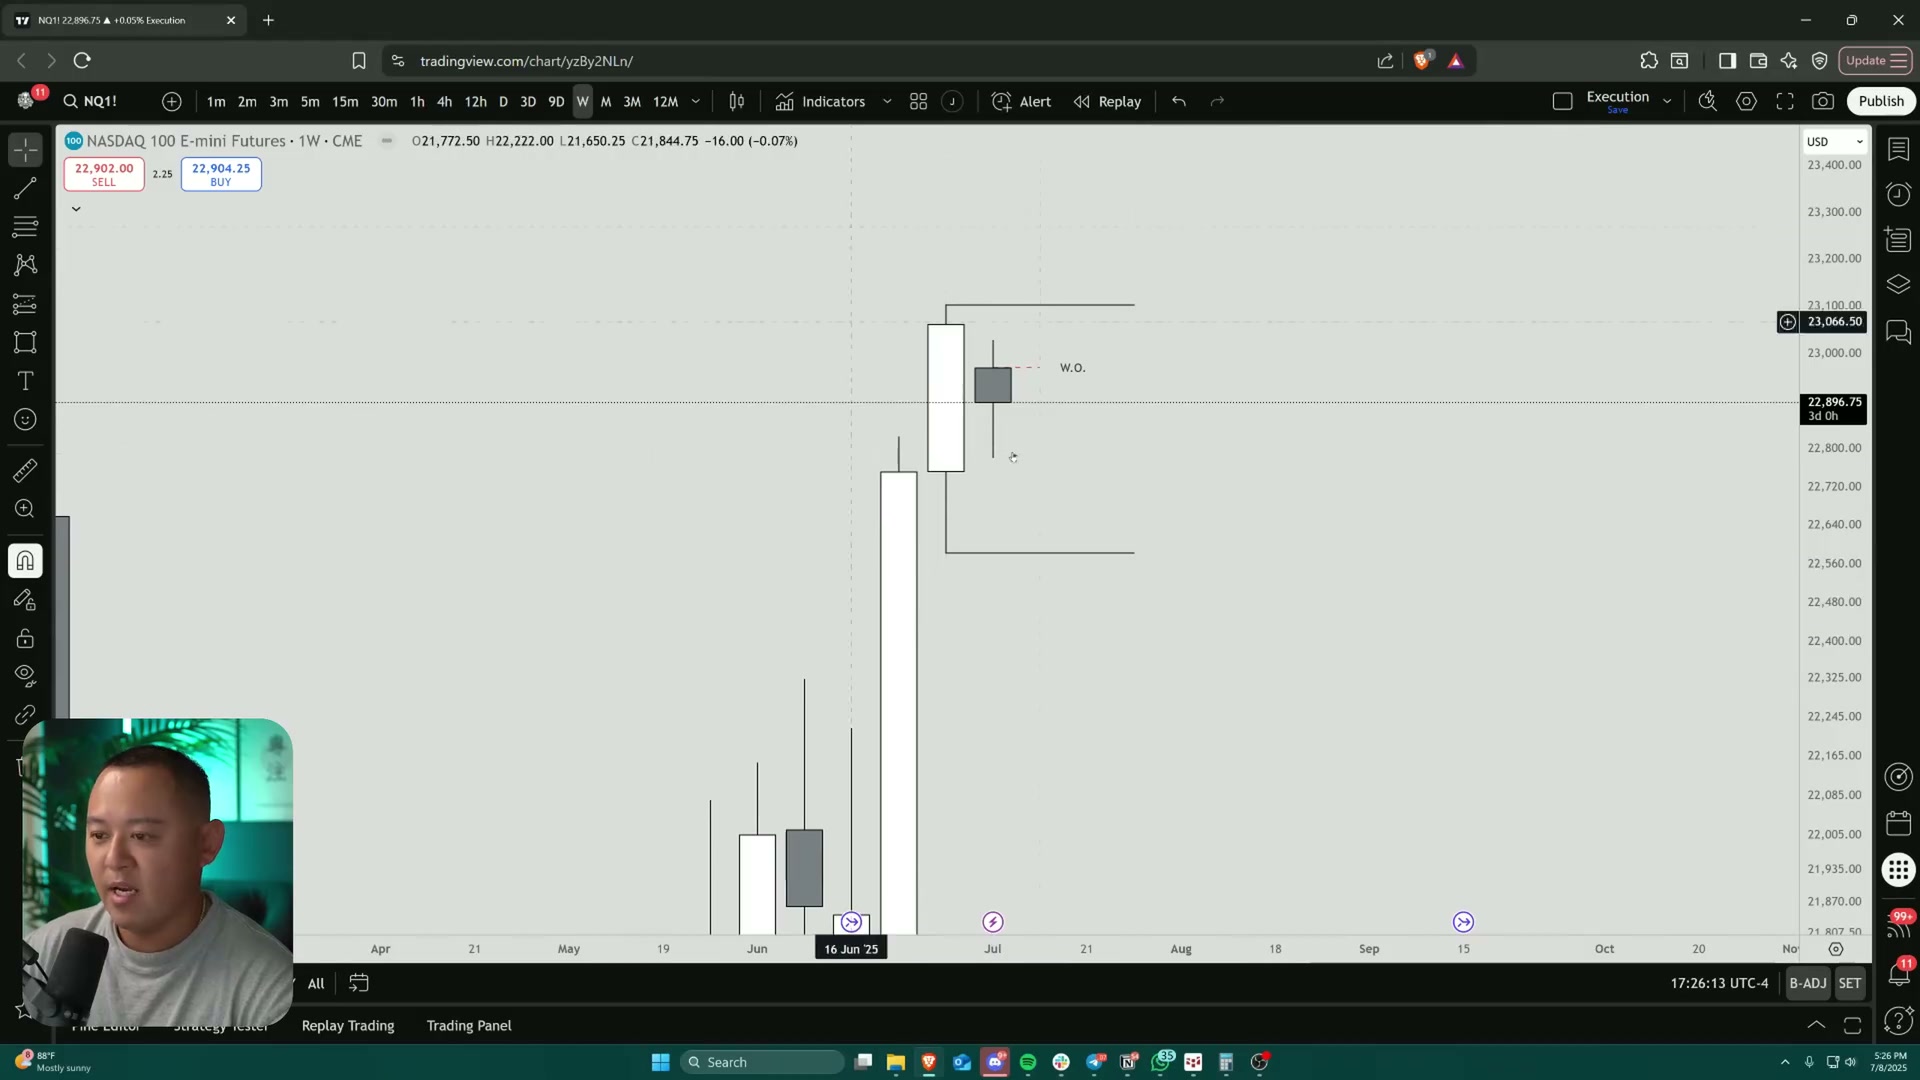 NQ1! 22,896.75 ▲ +0.05% Execution
tradingview.com/chart/yzBy2NLn/
Update
11
NQ1!
1m 2m 3m 5m 15m 30m 1h 4h 12h D 3D 9D W M 3M 12M
Indicators
J
Alert
Replay
Execution
Save
Publish
NASDAQ 100 E-mini Futures · 1W · CME
O21,772.50 H22,222.00 L21,650.25 C21,844.75 −16.00 (−0.07%)
22,902.00
SELL
2.25
22,904.25
BUY
USD
23,400.00
23,300.00
23,200.00
23,100.00
23,066.50
23,000.00
W.O.
22,896.75
3d 0h
22,800.00
22,720.00
22,640.00
22,560.00
22,480.00
22,400.00
22,325.00
22,245.00
22,165.00
22,085.00
22,005.00
21,935.00
21,870.00
21,807.50
Apr 21 May 19 Jun 16 Jun '25 Jul 21 Aug 18 Sep 15 Oct 20
All
17:26:13 UTC-4
B-ADJ
SET
Replay Trading
Trading Panel
99+
11
88°F
Mostly sunny
Search
35
5:26 PM
7/8/2025